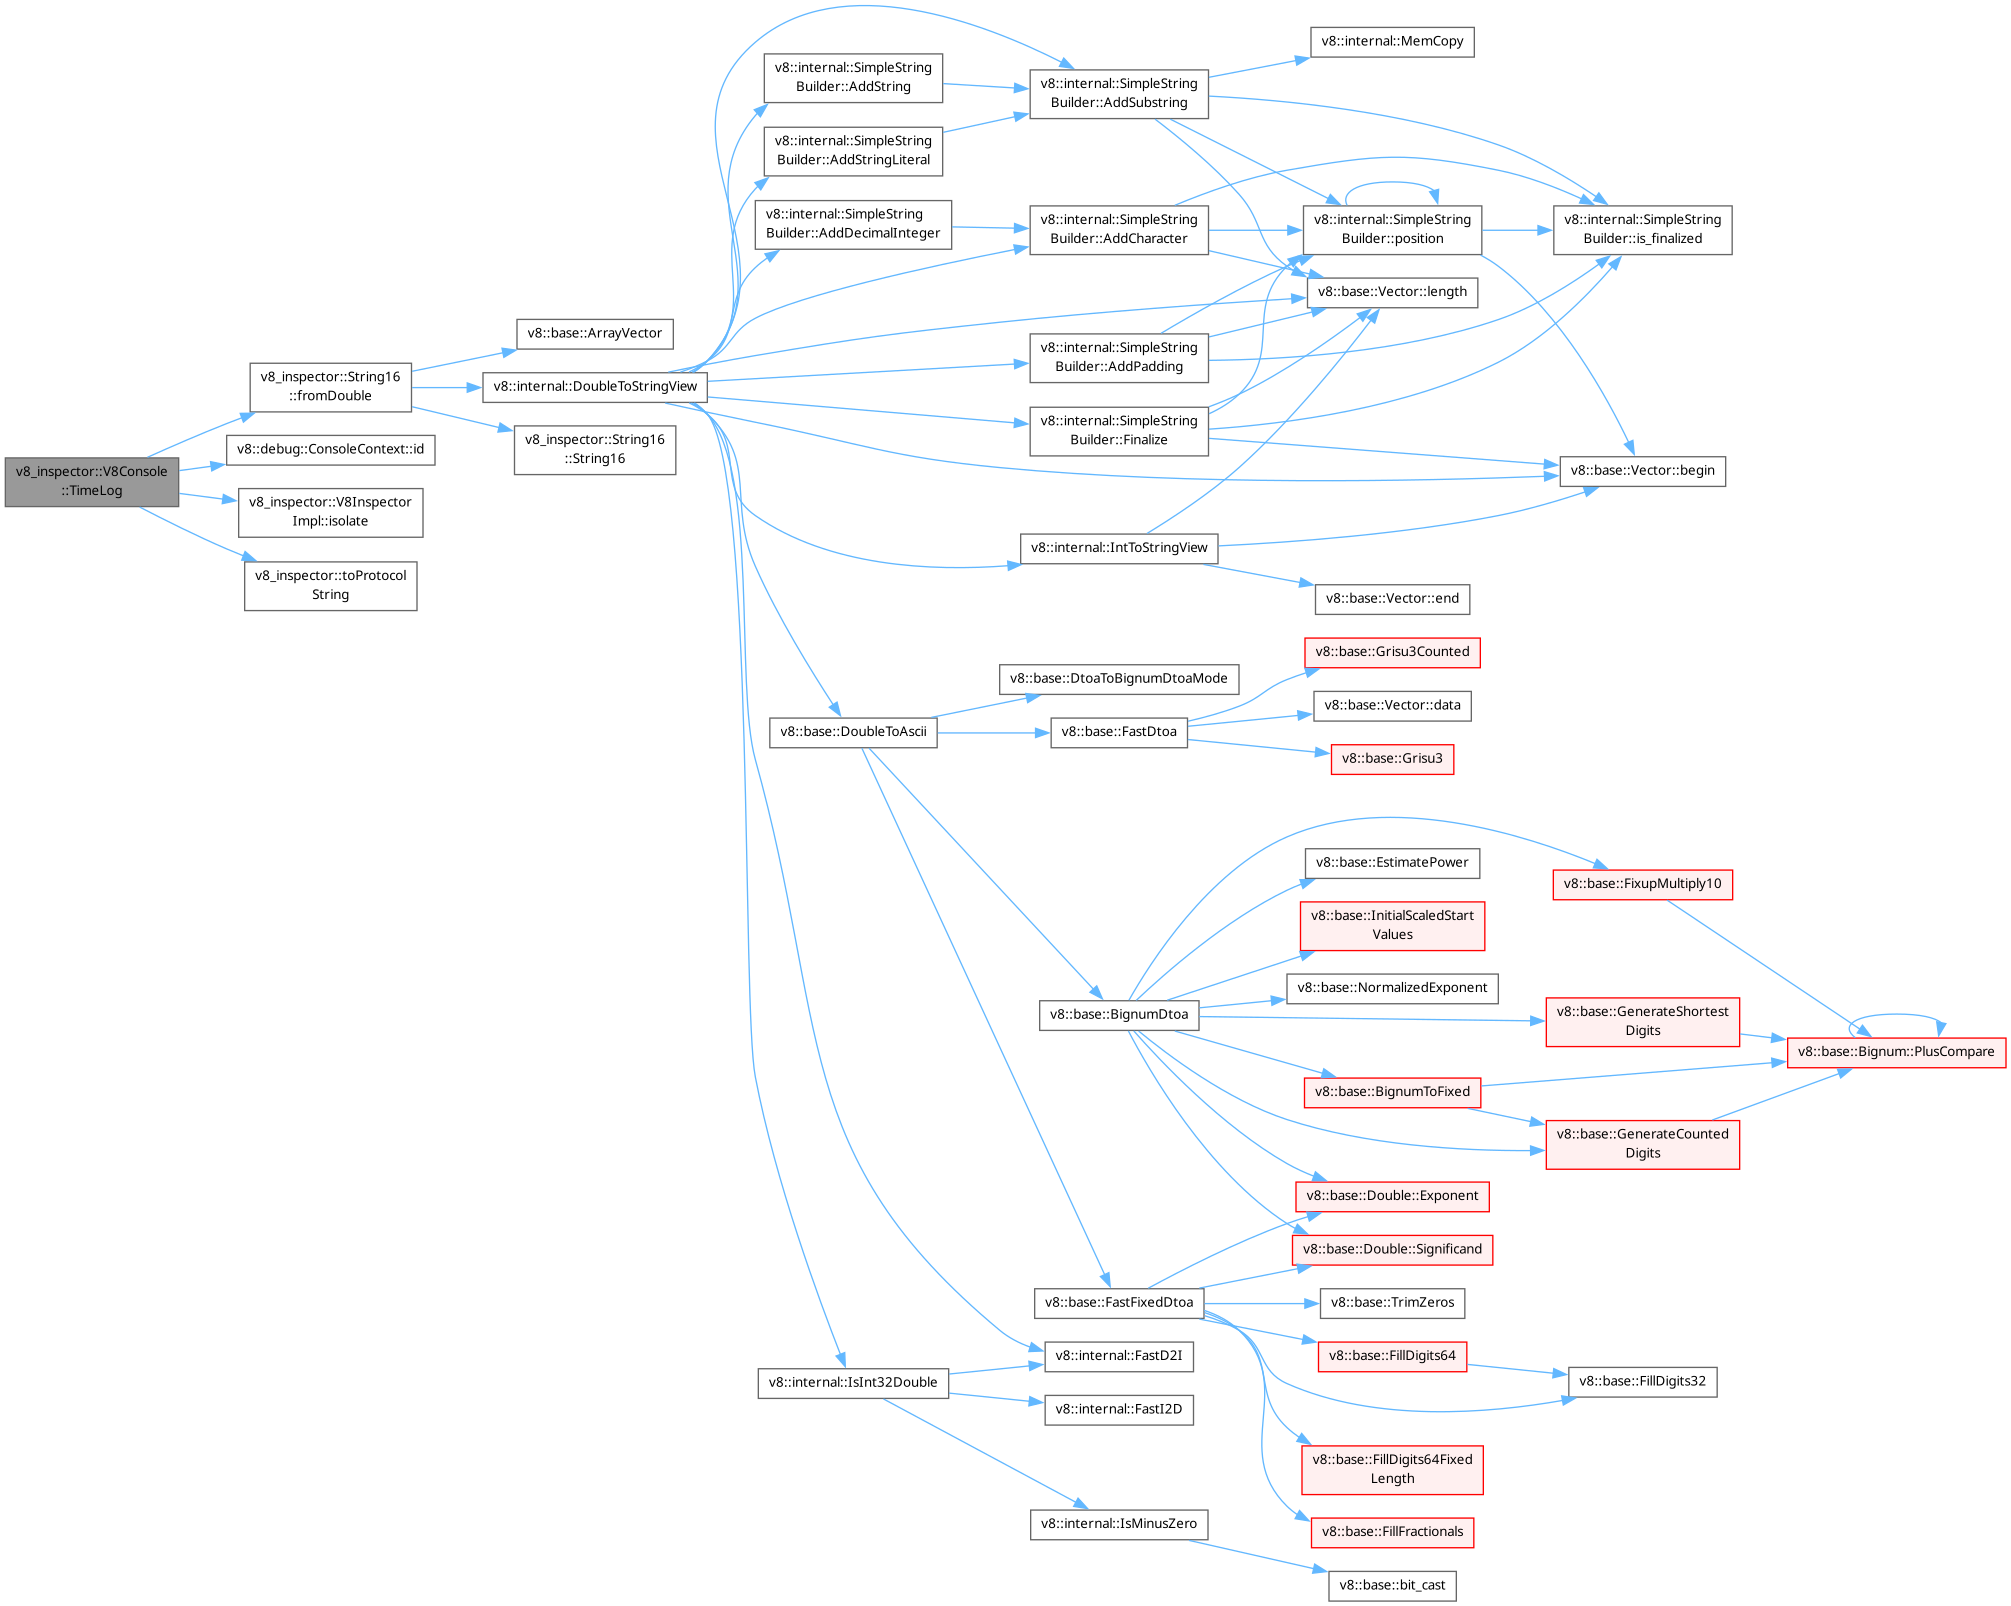 v8_inspector::V8Console
::TimeLog
v8_inspector::String16
::fromDouble
v8::debug::ConsoleContext::id
v8_inspector::V8Inspector
Impl::isolate
v8_inspector::toProtocol
String
v8::base::ArrayVector
v8::internal::DoubleToStringView
v8_inspector::String16
::String16
v8::internal::SimpleString
Builder::AddString
v8::internal::SimpleString
Builder::AddStringLiteral
v8::internal::SimpleString
Builder::AddDecimalInteger
v8::base::DoubleToAscii
v8::internal::IsInt32Double
v8::internal::SimpleString
Builder::AddSubstring
v8::internal::SimpleString
Builder::AddCharacter
v8::internal::SimpleString
Builder::AddPadding
v8::internal::SimpleString
Builder::Finalize
v8::internal::IntToStringView
v8::base::DtoaToBignumDtoaMode
v8::base::FastDtoa
v8::base::BignumDtoa
v8::base::FastFixedDtoa
v8::internal::FastD2I
v8::internal::FastI2D
v8::internal::IsMinusZero
v8::internal::MemCopy
v8::internal::SimpleString
Builder::position
v8::base::Vector::length
v8::base::Vector::end
v8::base::Grisu3Counted
v8::base::Vector::data
v8::base::Grisu3
v8::base::EstimatePower
v8::base::InitialScaledStart
Values
v8::base::NormalizedExponent
v8::base::BignumToFixed
v8::base::Double::Exponent
v8::base::Double::Significand
v8::base::TrimZeros
v8::base::FillDigits64
v8::base::FillDigits64Fixed
Length
v8::base::FillFractionals
v8::base::bit_cast
v8::internal::SimpleString
Builder::is_finalized
v8::base::Vector::begin
v8::base::FixupMultiply10
v8::base::GenerateShortest
Digits
v8::base::GenerateCounted
Digits
v8::base::FillDigits32
v8::base::Bignum::PlusCompare